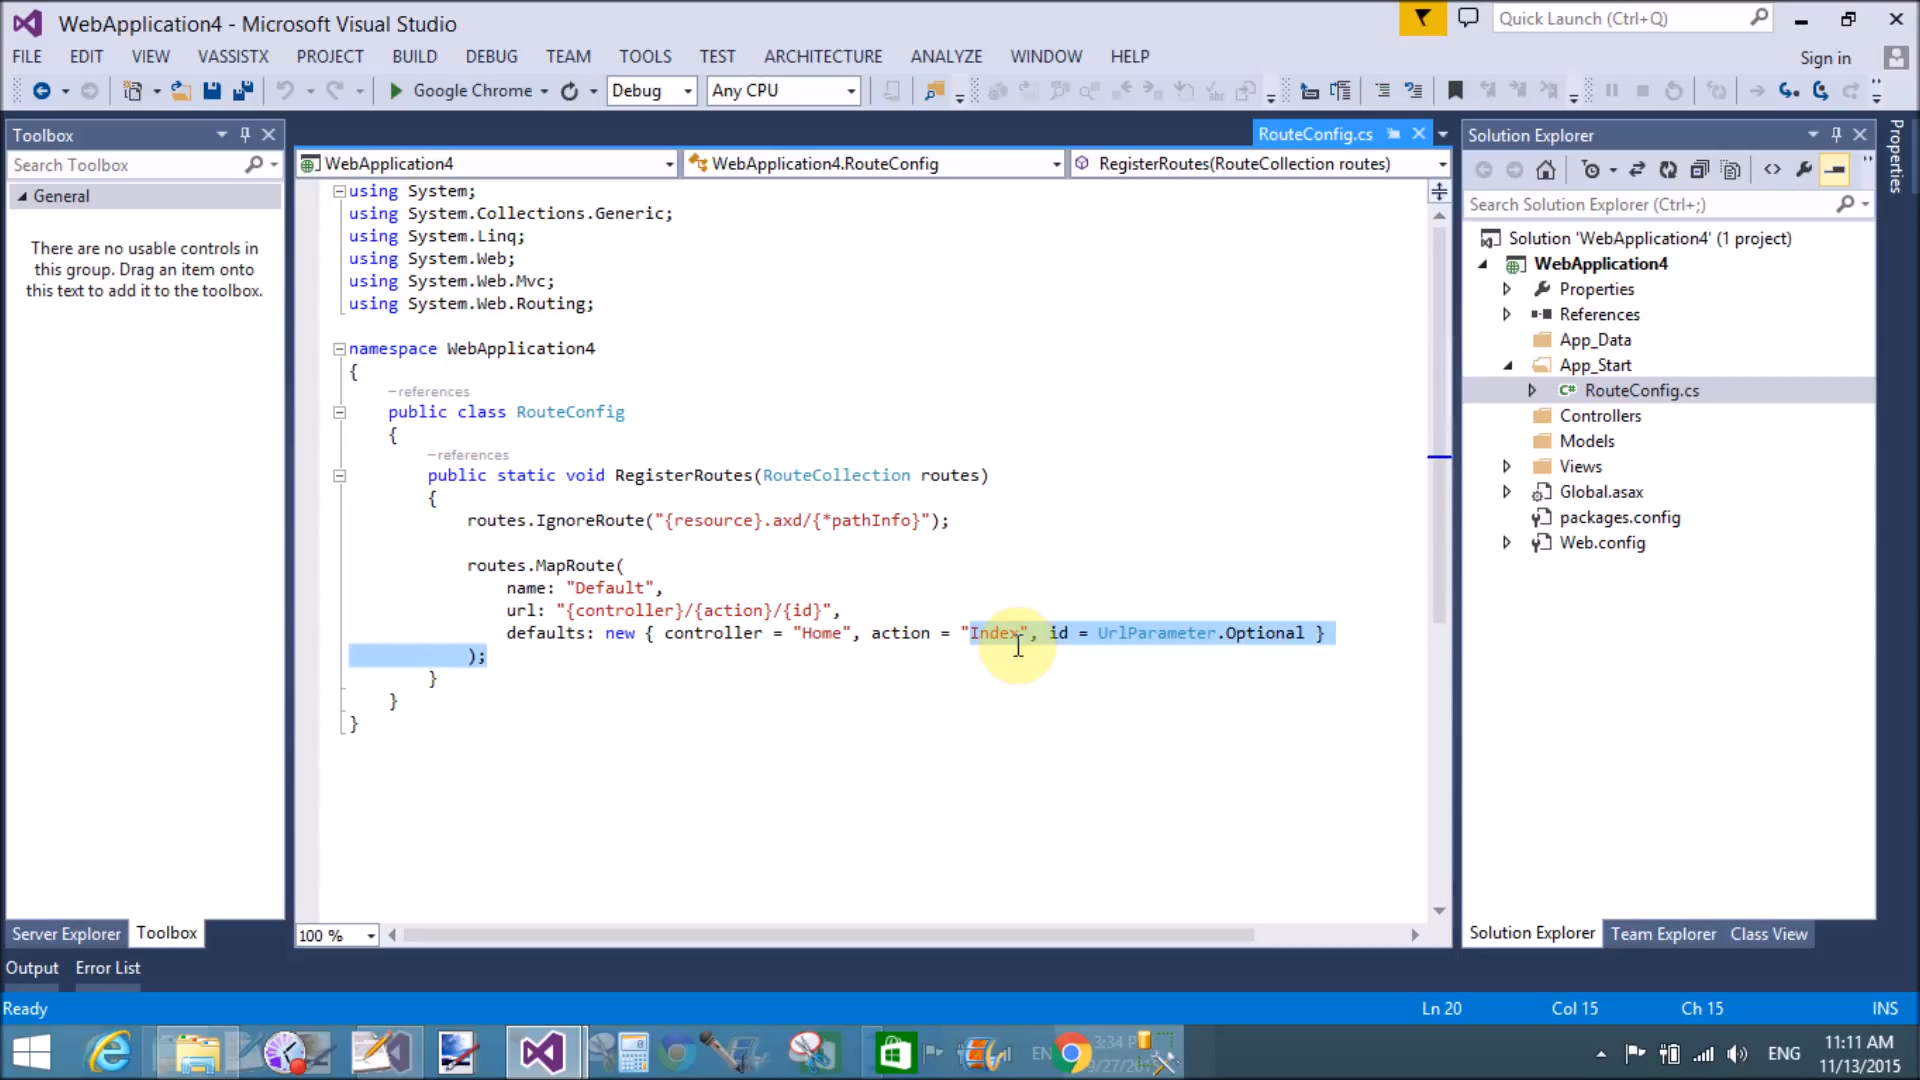 WebApplication4 - Microsoft Visual Studio
Quick Launch (Ctrl+Q)
FILE EDIT VIEW VASSISTX PROJECT BUILD DEBUG TEAM TOOLS TEST ARCHITECTURE ANALYZE WINDOW HELP
Sign in
Google Chrome Debug Any CPU
Toolbox
Search Toolbox
General
There are no usable controls in
this group. Drag an item onto
this text to add it to the toolbox.
Server Explorer Toolbox
RouteConfig.cs
WebApplication4 WebApplication4.RouteConfig RegisterRoutes(RouteCollection routes)
using System;
using System.Collections.Generic;
using System.Linq;
using System.Web;
using System.Web.Mvc;
using System.Web.Routing;
namespace WebApplication4
{
references
public class RouteConfig
{
references
public static void RegisterRoutes(RouteCollection routes)
{
routes.IgnoreRoute("{resource}.axd/{*pathInfo}");
routes.MapRoute(
name: "Default",
url: "{controller}/{action}/{id}",
defaults: new { controller = "Home", action = "Index", id = UrlParameter.Optional }
);
}
}
}
100 %
Solution Explorer
Search Solution Explorer (Ctrl+;)
Solution 'WebApplication4' (1 project)
WebApplication4
Properties
References
App_Data
App_Start
C# RouteConfig.cs
Controllers
Models
Views
Global.asax
packages.config
Web.config
Solution Explorer Team Explorer Class View
Properties
Output Error List
Ready Ln 20 Col 15 Ch 15 INS
EN
3:34 PM
ENG
11:11 AM
11/13/2015